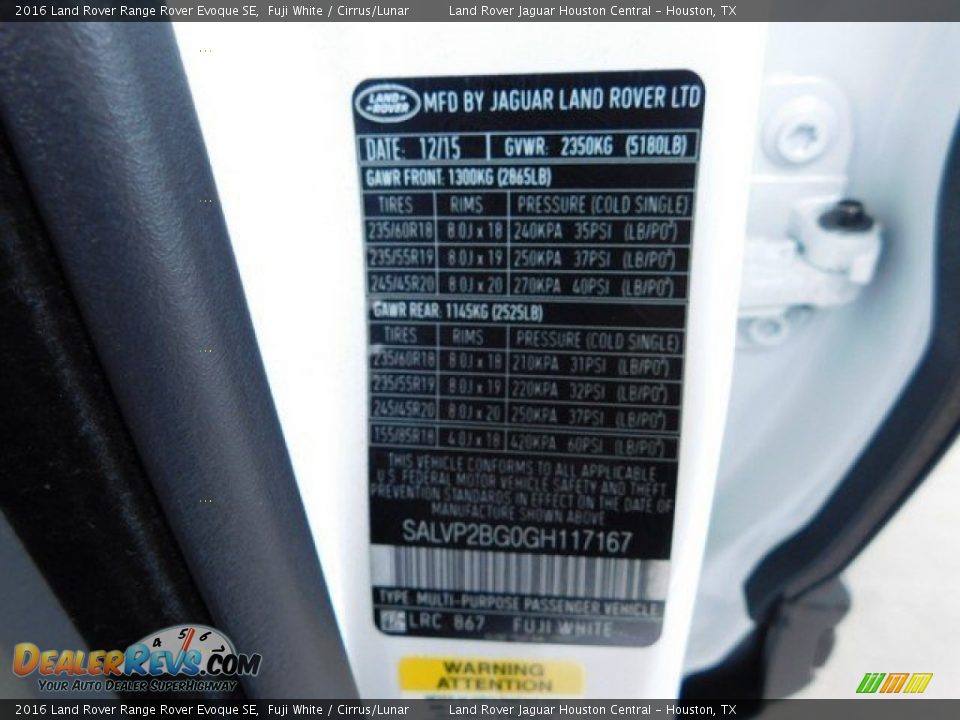 2016 Land Rover Range Rover Evoque SE, Fuji White / Cirrus/Lunar Land Rover Jaguar Houston Central - Houston, TX
LAND ROVER MFD BY JAGUAR LAND ROVER LTD
DATE: 12/15 GVWR: 2350KG (5180LB)
GAWR FRONT: 1300KG (2865LB)
TIRES RIMS PRESSURE (COLD SINGLE)
235/60R18 8.0J x 18 240KPA 35PSI (LB/PO²)
235/55R19 8.0J x 19 250KPA 37PSI (LB/PO²)
245/45R20 8.0J x 20 270KPA 40PSI (LB/PO²)
GAWR REAR: 1145KG (2525LB)
TIRES RIMS PRESSURE (COLD SINGLE)
235/60R18 8.0J x 18 210KPA 31PSI (LB/PO²)
235/55R19 8.0J x 19 220KPA 32PSI (LB/PO²)
245/45R20 8.0J x 20 250KPA 37PSI (LB/PO²)
155/85R18 4.0J x 18 420KPA 60PSI (LB/PO²)
THIS VEHICLE CONFORMS TO ALL APPLICABLE
U.S. FEDERAL MOTOR VEHICLE SAFETY AND THEFT
PREVENTION STANDARDS IN EFFECT ON THE DATE OF
MANUFACTURE SHOWN ABOVE
SALVP2BG0GH117167
TYPE: MULTI-PURPOSE PASSENGER VEHICLE
LRC 867 FUJI WHITE
WARNING
ATTENTION
4 5 6
DEALERREVS.COM
YOUR AUTO DEALER SUPERHIGHWAY
2016 Land Rover Range Rover Evoque SE, Fuji White / Cirrus/Lunar Land Rover Jaguar Houston Central - Houston, TX